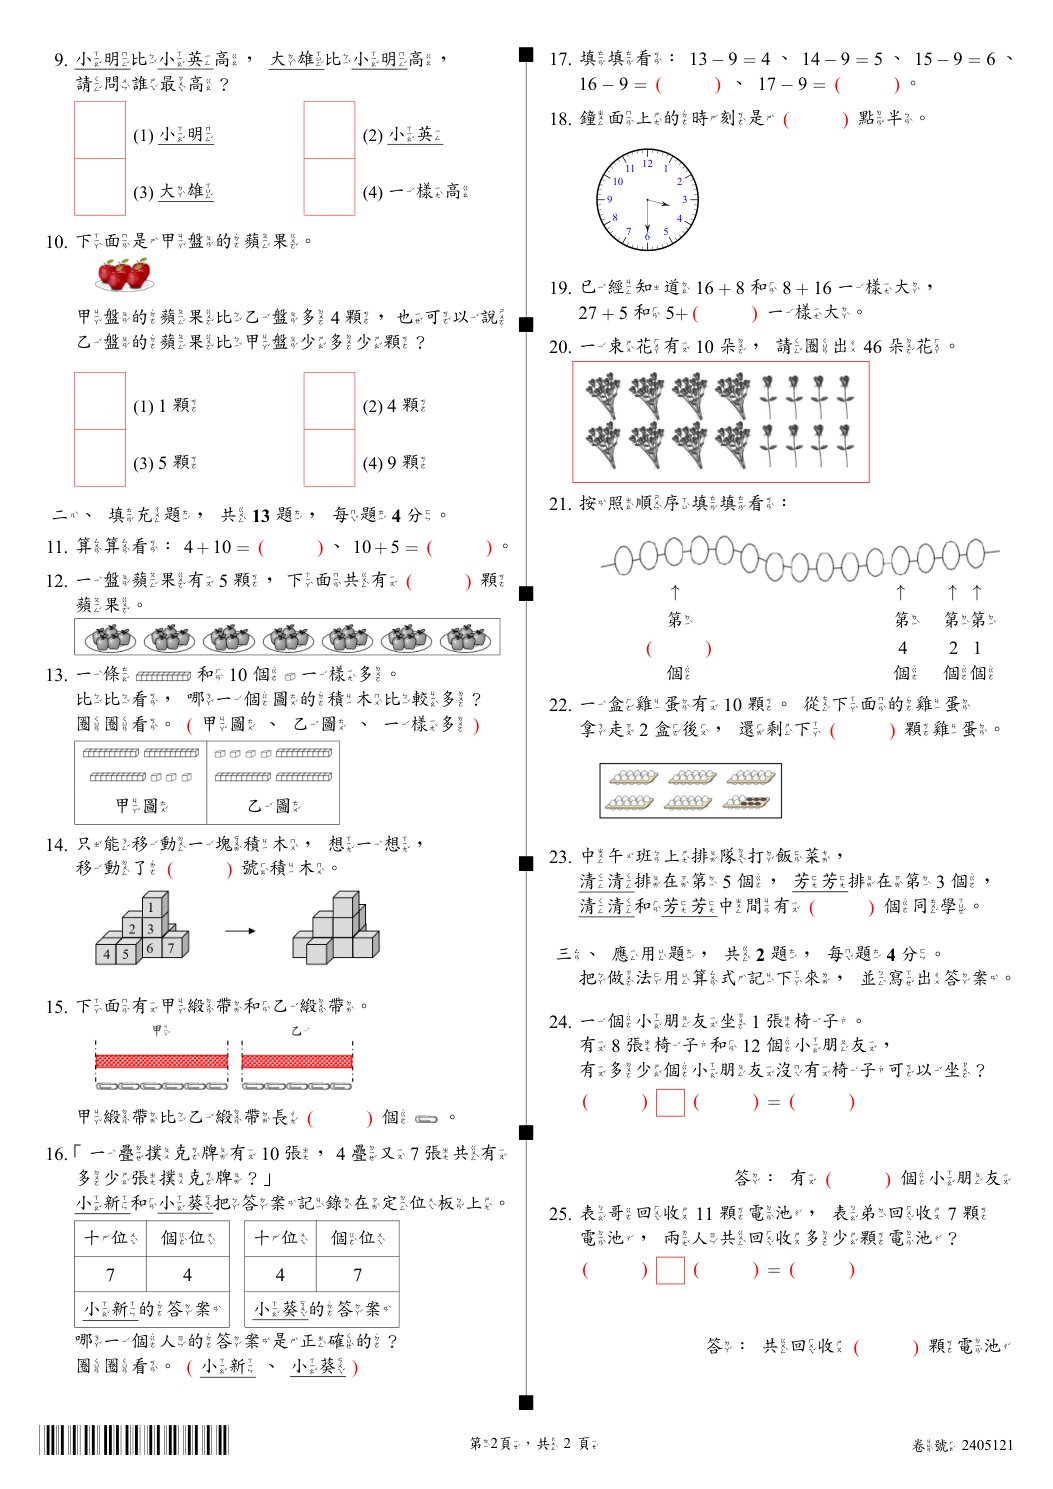 9. 小明比小英高，大雄比小明高，
請問誰最高？
(1) 小明
(2) 小英
(3) 大雄
(4) 一樣高
10. 下面是甲盤的蘋果。
甲盤的蘋果比乙盤多 4 顆，也可以說
乙盤的蘋果比甲盤少多少顆？
(1) 1 顆
(2) 4 顆
(3) 5 顆
(4) 9 顆
二、填充題，共 13 題，每題 4 分。
11. 算算看：4 + 10 = (　　)、10 + 5 = (　　)。
12. 一盤蘋果有 5 顆，下面共有 (　　) 顆
蘋果。
13. 一條 和 10 個 一樣多。
比比看，哪一個圖的積木比較多？
圈圈看。( 甲圖 、 乙圖 、 一樣多 )
甲圖
乙圖
14. 只能移動一塊積木，想一想，
移動了 (　　) 號積木。
1
2 3
4 5 6 7
15. 下面有甲緞帶和乙緞帶。
甲
乙
甲緞帶比乙緞帶長 (　　) 個 。
16.「一疊撲克牌有 10 張，4 疊又 7 張共有
多少張撲克牌？」
小新和小葵把答案記錄在定位板上。
十位 個位
7 4
小新的答案
十位 個位
4 7
小葵的答案
哪一個人的答案是正確的？
圈圈看。( 小新 、 小葵 )
17. 填填看：13 − 9 = 4 、 14 − 9 = 5 、 15 − 9 = 6 、
16 − 9 = (　　) 、 17 − 9 = (　　)。
18. 鐘面上的時刻是 (　　) 點半。
12
1
2
3
4
5
6
7
8
9
10
11
19. 已經知道 16 + 8 和 8 + 16 一樣大，
27 + 5 和 5+ (　　) 一樣大。
20. 一束花有 10 朵，請圈出 46 朵花。
21. 按照順序填填看：
↑ ↑ ↑ ↑
第 第 第 第
(　　) 4 2 1
個 個 個 個
22. 一盒雞蛋有 10 顆。從下面的雞蛋
拿走 2 盒後，還剩下 (　　) 顆雞蛋。
23. 中午班上排隊打飯菜，
清清排在第 5 個，芳芳排在第 3 個，
清清和芳芳中間有 (　　) 個同學。
三、應用題，共 2 題，每題 4 分。
把做法用算式記下來，並寫出答案。
24. 一個小朋友坐 1 張椅子。
有 8 張椅子和 12 個小朋友，
有多少個小朋友沒有椅子可以坐？
(　　) □ (　　) = (　　)
答：有 (　　) 個小朋友
25. 表哥回收 11 顆電池，表弟回收 7 顆
電池，兩人共回收多少顆電池？
(　　) □ (　　) = (　　)
答：共回收 (　　) 顆電池
第2頁，共 2 頁
卷號 2405121